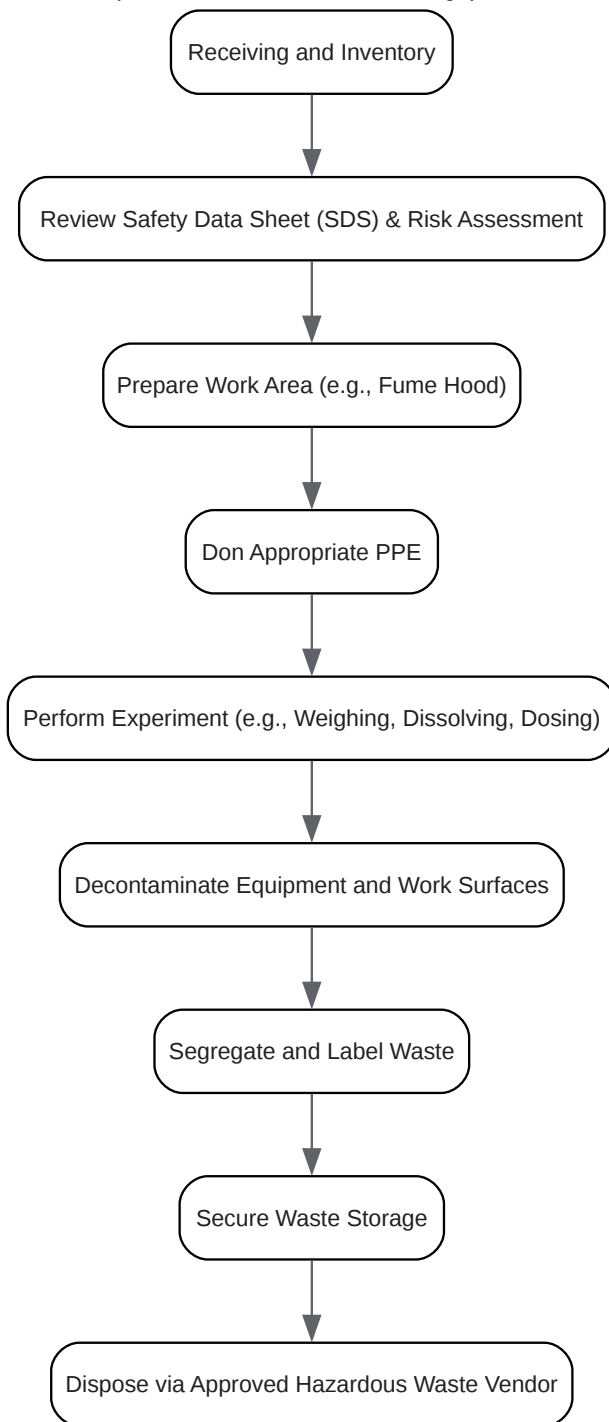 Receiving and Inventory
Review Safety Data Sheet (SDS) & Risk Assessment
Prepare Work Area (e.g., Fume Hood)
Don Appropriate PPE
Perform Experiment (e.g., Weighing, Dissolving, Dosing)
Decontaminate Equipment and Work Surfaces
Segregate and Label Waste
Secure Waste Storage
Dispose via Approved Hazardous Waste Vendor